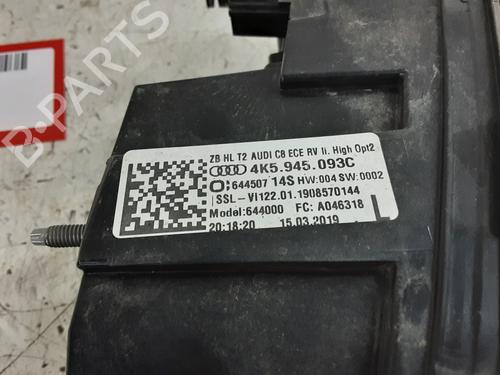 ZB HL T2 AUDI C8 ECE RV li. High Opt2
4K5.945.093C
644507 14S HW:004 SW:0002
SSL-VI122.01.1908570144
Model:644000 FC: A046318 L
20:18:20 15.03.2019